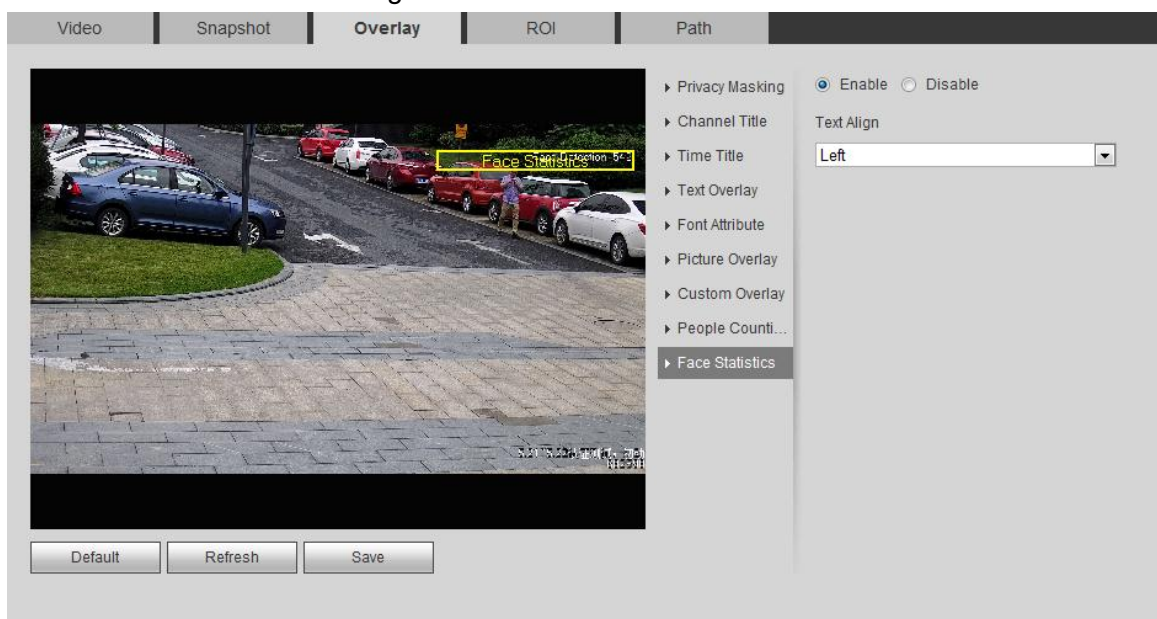 Video
Snapshot
Overlay
ROI
Path
Face Statistics
Privacy Masking
Channel Title
Time Title
Text Overlay
Font Attribute
Picture Overlay
Custom Overlay
People Counti...
Face Statistics
Enable
Disable
Text Align
Left
Default
Refresh
Save